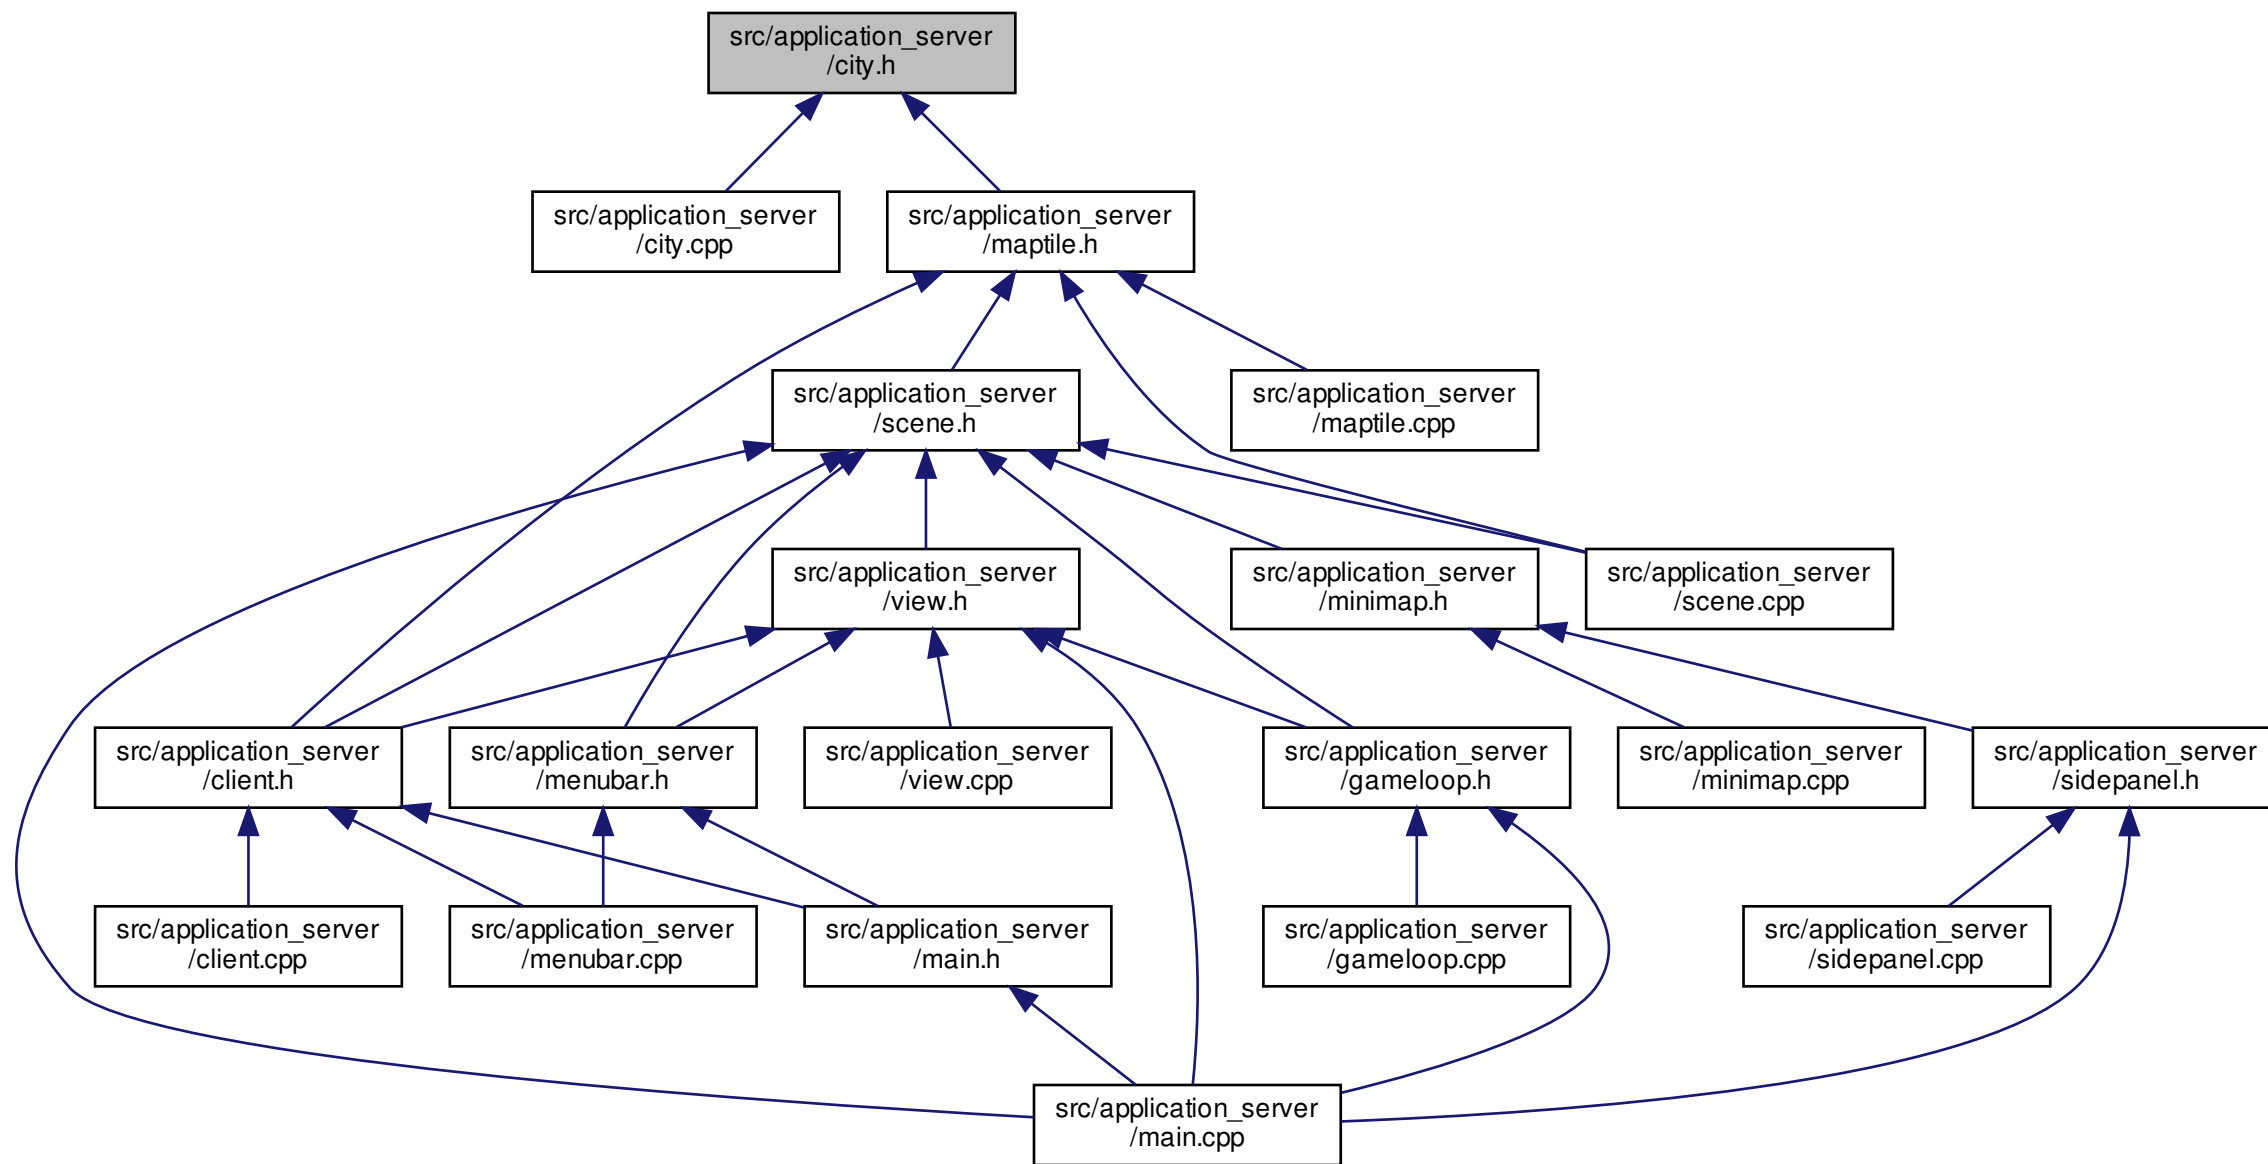 src/application_server
/city.h
src/application_server
/city.cpp
src/application_server
/maptile.h
src/application_server
/scene.h
src/application_server
/maptile.cpp
src/application_server
/view.h
src/application_server
/minimap.h
src/application_server
/scene.cpp
src/application_server
/client.h
src/application_server
/menubar.h
src/application_server
/view.cpp
src/application_server
/gameloop.h
src/application_server
/minimap.cpp
src/application_server
/sidepanel.h
src/application_server
/client.cpp
src/application_server
/menubar.cpp
src/application_server
/main.h
src/application_server
/gameloop.cpp
src/application_server
/sidepanel.cpp
src/application_server
/main.cpp